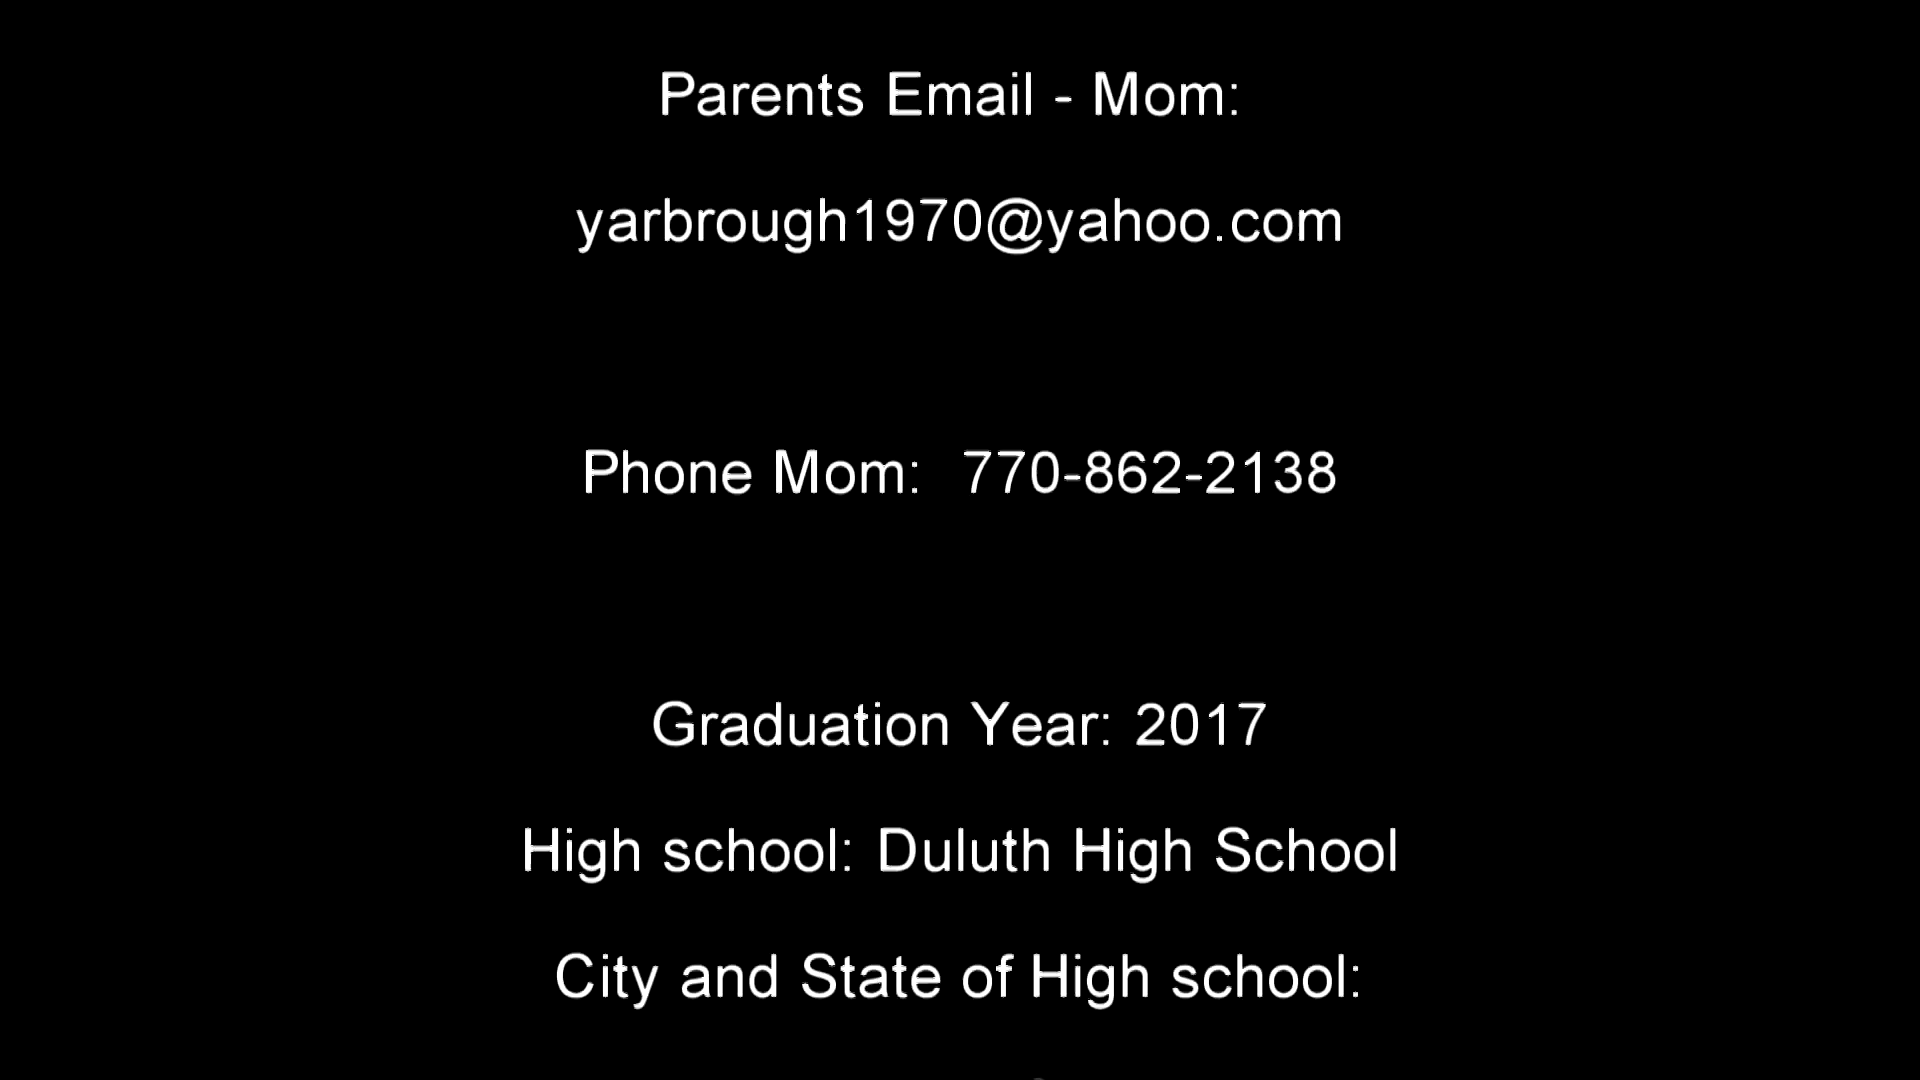 Parents Email - Mom:
yarbrough1970@yahoo.com
Phone Mom: 770-862-2138
Graduation Year: 2017
High school: Duluth High School
City and State of High school: